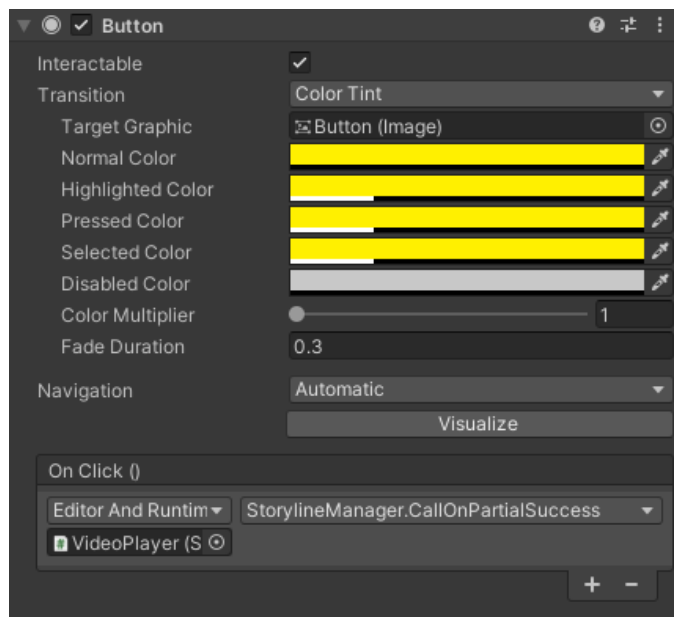 Button
Interactable
Transition Color Tint
Target Graphic Button (Image)
Normal Color
Highlighted Color
Pressed Color
Selected Color
Disabled Color
Color Multiplier 1
Fade Duration 0.3
Navigation Automatic
Visualize
On Click ()
Editor And Runtim StorylineManager.CallOnPartialSuccess
VideoPlayer (S